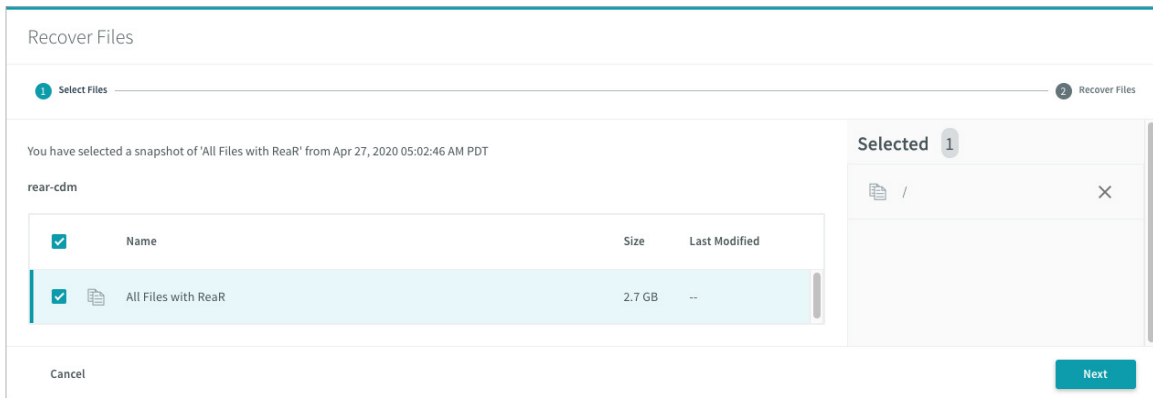 Recover Files
1 Select Files
2 Recover Files
You have selected a snapshot of 'All Files with ReaR' from Apr 27, 2020 05:02:46 AM PDT
rear-cdm
Name Size Last Modified
All Files with ReaR 2.7 GB --
Selected 1
/
Cancel
Next